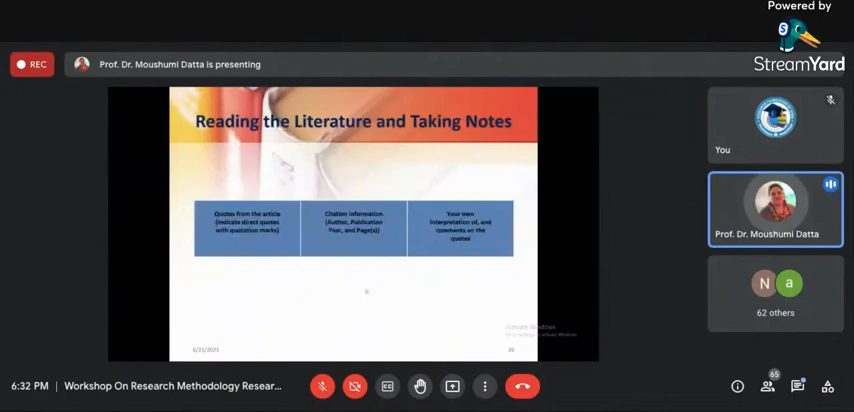 Powered by
S
StreamYard
REC
Prof. Dr. Moushumi Datta is presenting
Reading the Literature and Taking Notes
Quotes from the article
(Indicate direct quotes
with quotation marks)
Citation information
(Author, Publication
Year, and Page(s))
Your own
interpretation of, and
comments on the
quotes
Activate Windows
6/21/2021
You
Prof. Dr. Moushumi Datta
N
a
62 others
6:32 PM | Workshop On Research Methodology Resear...
CC
65